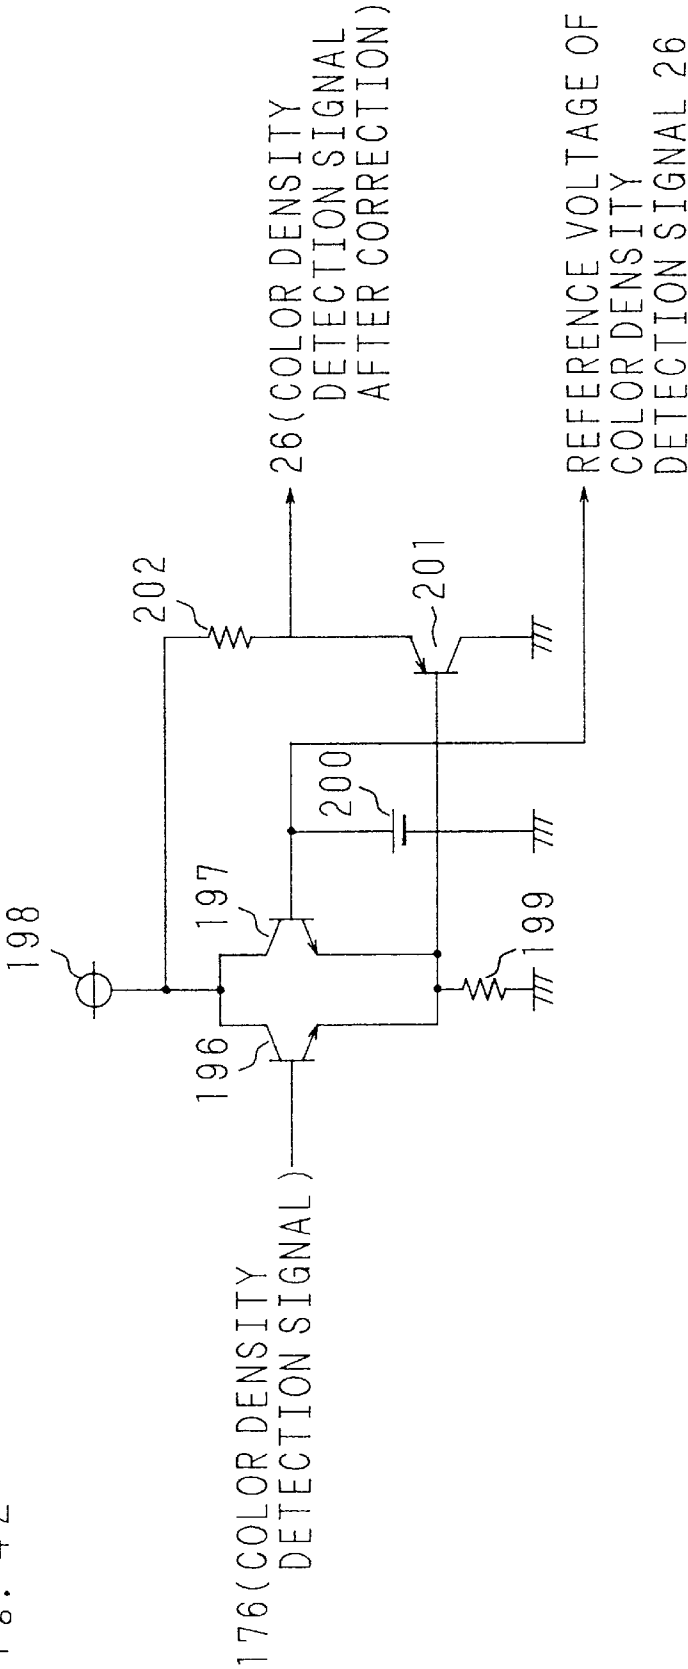 198
202
196
197
200
201
199
176(COLOR DENSITY
DETECTION SIGNAL)
26(COLOR DENSITY
DETECTION SIGNAL
AFTER CORRECTION)
REFERENCE VOLTAGE OF
COLOR DENSITY
DETECTION SIGNAL 26